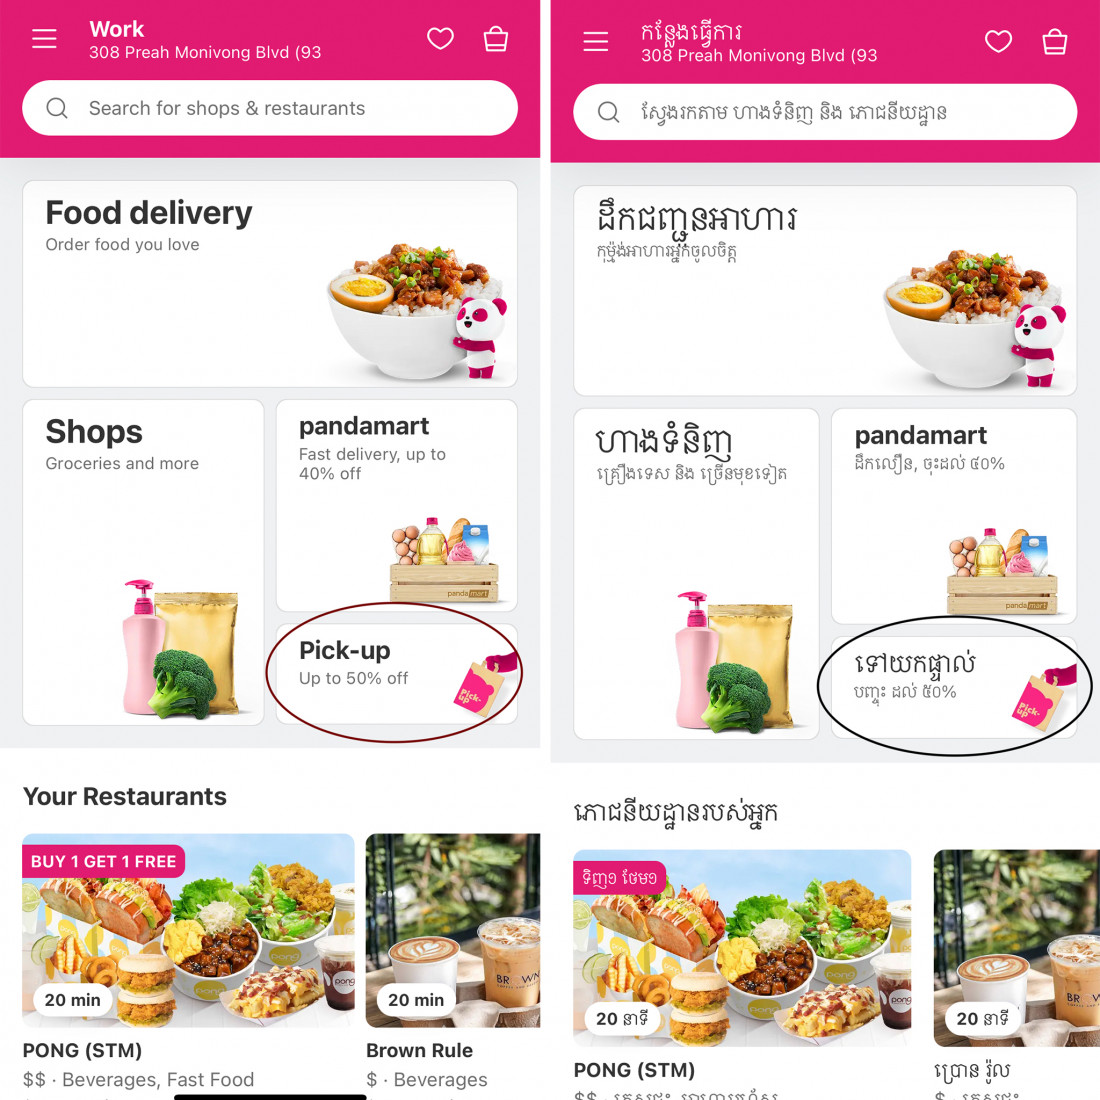 Work
308 Preah Monivong Blvd (93
Search for shops & restaurants
Food delivery
Order food you love
Shops
Groceries and more
pandamart
Fast delivery, up to
40% off
pandamart
Pick-up
Up to 50% off
Pick-
up
Your Restaurants
BUY 1 GET 1 FREE
20 min
20 min
PONG (STM)
$$ · Beverages, Fast Food
Brown Rule
$ · Beverages
កន្លែងធ្វើការ
308 Preah Monivong Blvd (93
ស្វែងរកតាម ហាងទំនិញ និង ភោជនីយដ្ឋាន
ដឹកជញ្ជូនអាហារ
កុម្ម៉ង់អាហារអ្នកចូលចិត្ត
ហាងទំនិញ
គ្រឿងទេស និង ច្រើនមុខទៀត
pandamart
ដឹកលឿន, ចុះដល់ ៤០%
pandamart
ទៅយកផ្ទាល់
បញ្ចុះ ដល់ ៥០%
Pick-
up
ភោជនីយដ្ឋានរបស់អ្នក
ទិញ១ ថែម១
20 នាទី
20 នាទី
PONG (STM)
ប្រោន រ៉ូល